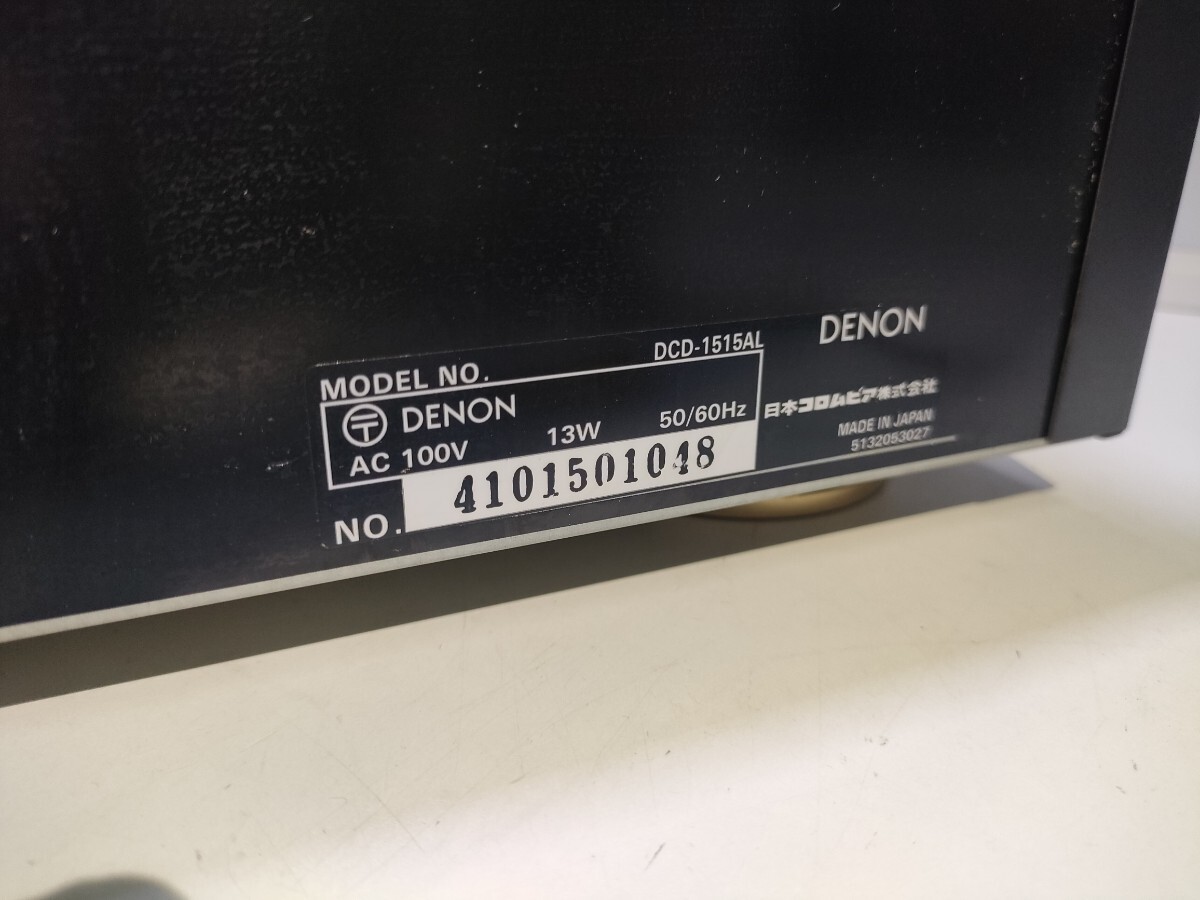 MODEL NO. DCD-1515AL
〒 DENON
AC 100V 13W 50/60Hz
NO. 4101501048
DENON
日本コロムビア株式会社
MADE IN JAPAN
5132053027